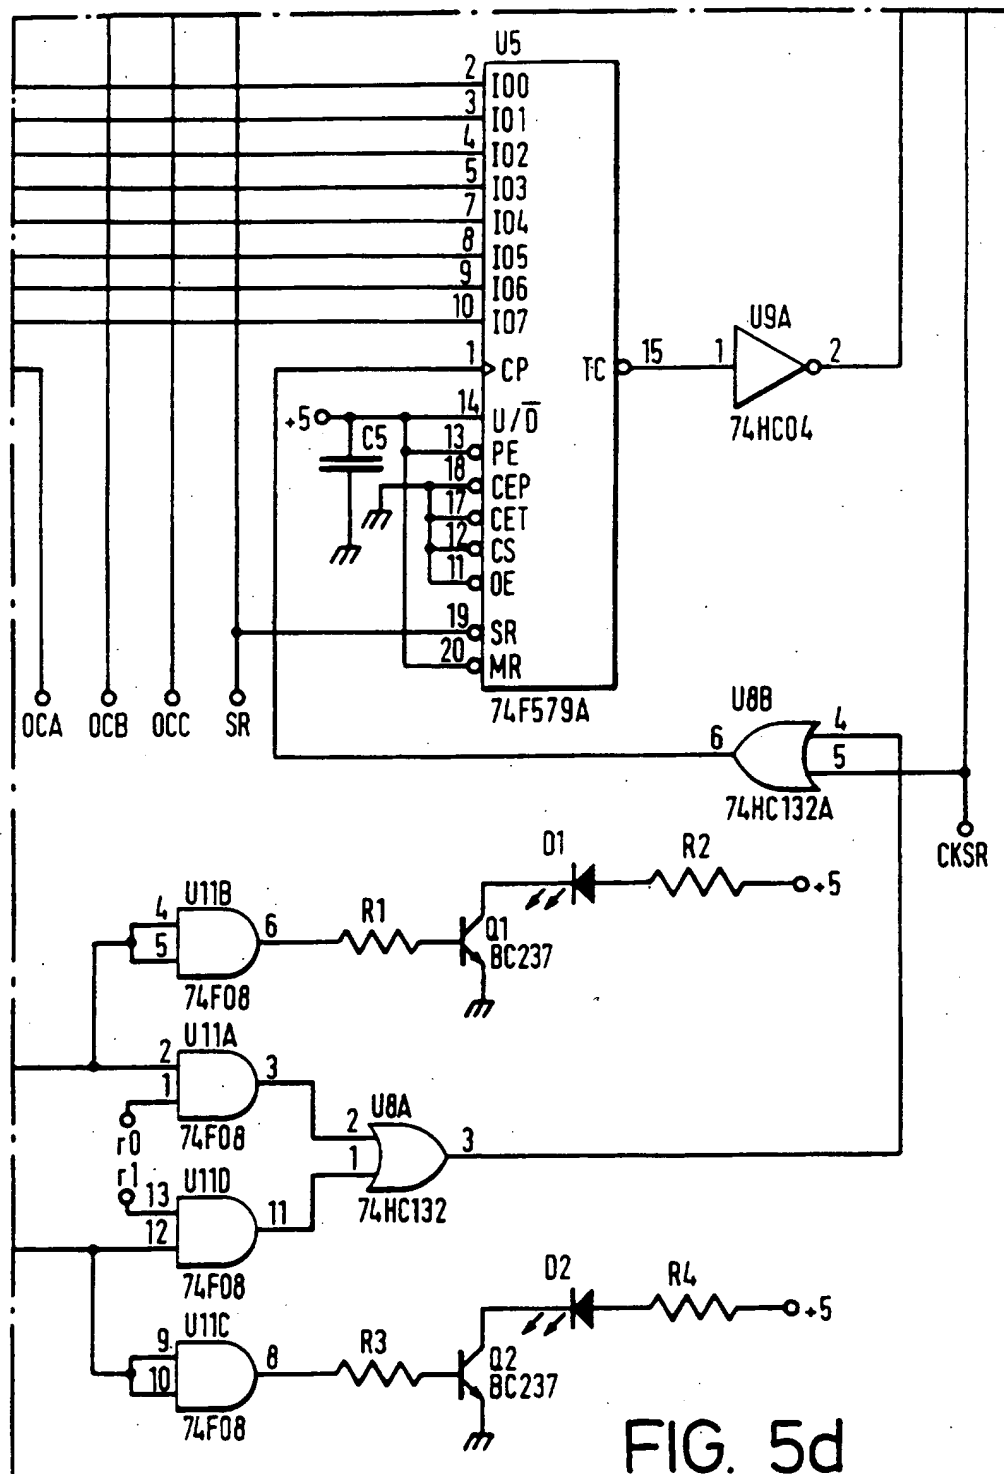 U5
2 IO0
3 IO1
4 IO2
5 IO3
7 IO4
8 IO5
9 IO6
10 IO7
1 CP
TC 15
U9A
1 2
74HC04
+5
C5
14 U/D̅
13 PE
18 CEP
17 CET
12 CS
11 OE
19 SR
20 MR
74F579A
OCA OCB OCC SR
U8B
6 4
5
74HC132A
CKSR
U11B
4
5
6
74F08
R1
Q1
BC237
D1
R2
+5
U11A
2
1
3
r0
74F08
r1
U11D
13
12
11
74F08
U8A
2
1
3
74HC132
U11C
9
10
8
74F08
R3
Q2
BC237
D2
R4
+5
FIG. 5d